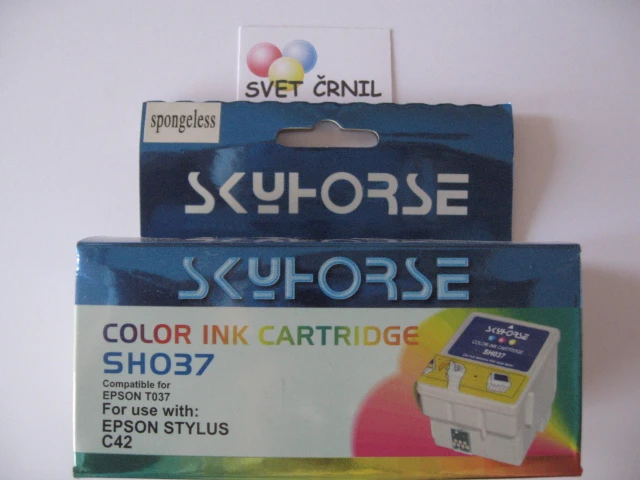 SVET ČRNIL
spongeless
SKYHORSE
SKYHORSE
COLOR INK CARTRIDGE
SH037
Compatible for
EPSON T037
For use with:
EPSON STYLUS
C42
SKYHORSE
COLOR INK CARTRIDGE
SH037